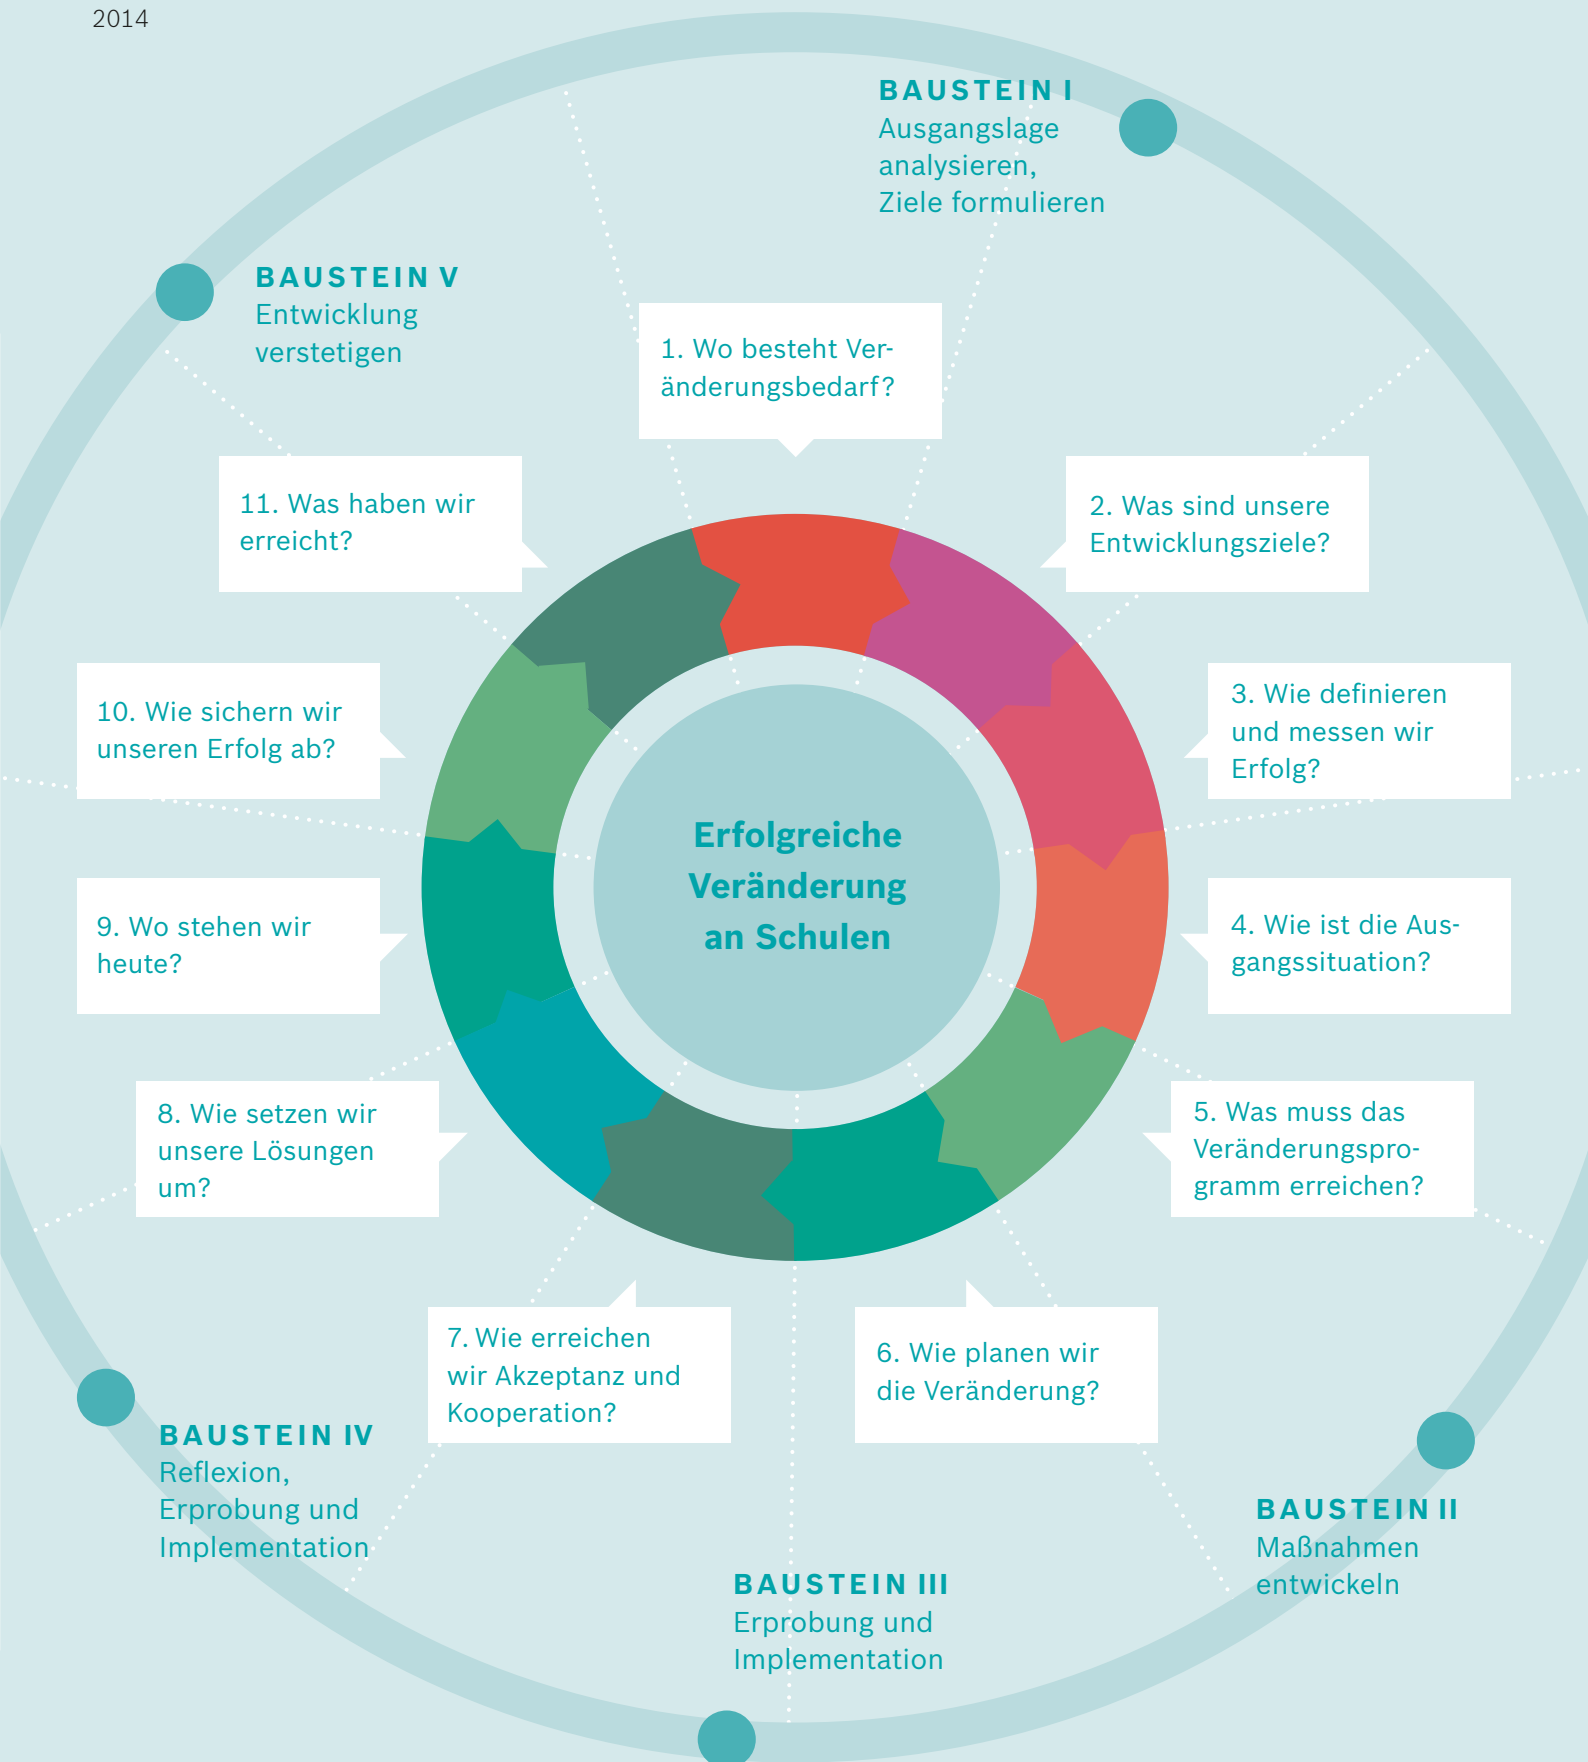 2014
BAUSTEIN I
Ausgangslage
analysieren,
Ziele formulieren
BAUSTEIN V
Entwicklung
verstetigen
1. Wo besteht Ver-
änderungsbedarf?
11. Was haben wir
erreicht?
2. Was sind unsere
Entwicklungsziele?
10. Wie sichern wir
unseren Erfolg ab?
3. Wie definieren
und messen wir
Erfolg?
Erfolgreiche
Veränderung
an Schulen
9. Wo stehen wir
heute?
4. Wie ist die Aus-
gangssituation?
8. Wie setzen wir
unsere Lösungen
um?
5. Was muss das
Veränderungspro-
gramm erreichen?
7. Wie erreichen
wir Akzeptanz und
Kooperation?
6. Wie planen wir
die Veränderung?
BAUSTEIN IV
Reflexion,
Erprobung und
Implementation
BAUSTEIN II
Maßnahmen
entwickeln
BAUSTEIN III
Erprobung und
Implementation